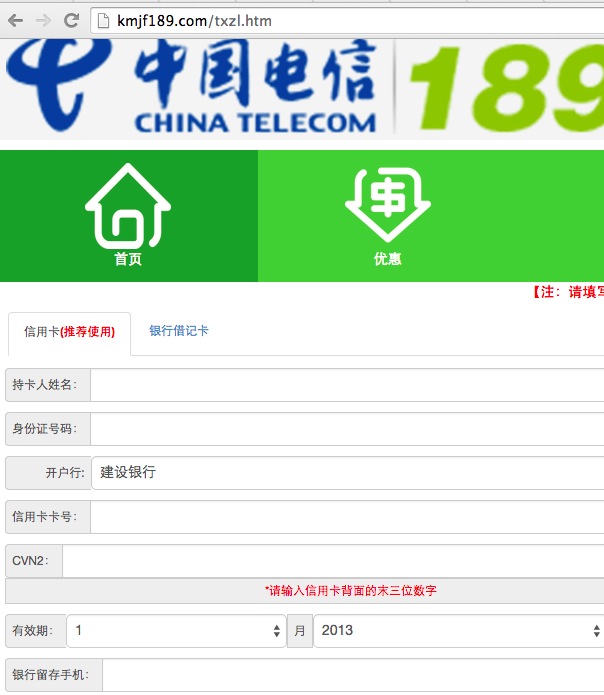 kmjf189.com/txzl.htm
中国电信 189
CHINA TELECOM
首页 优惠
【注：请填写
信用卡(推荐使用) 银行借记卡
持卡人姓名：
身份证号码：
开户行: 建设银行
信用卡卡号：
CVN2：
*请输入信用卡背面的末三位数字
有效期： 1 月 2013
银行留存手机：